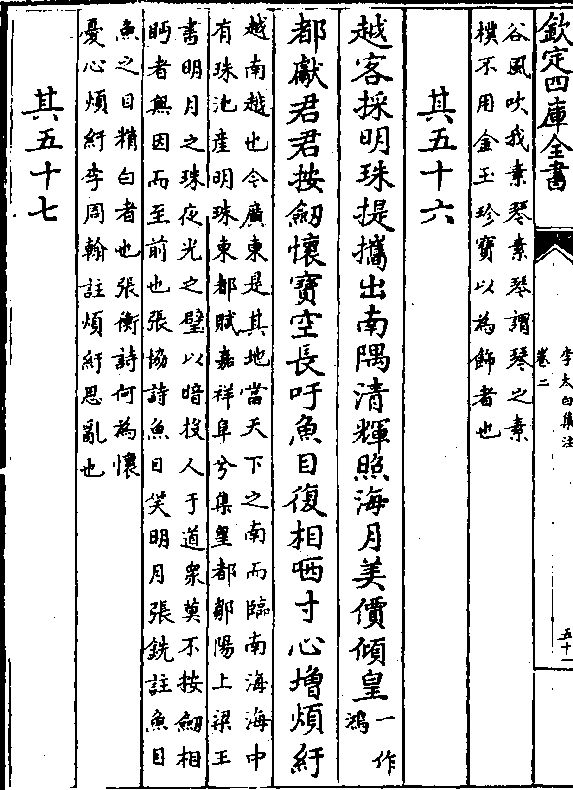 欽定四庫全書
李太白集注
卷二
五十一
谷風吹我素琴素琴謂琴之素
樸不用金玉珍寳以為飾者也
其五十六
越客採明珠提攜出南隅清輝照海月美價傾皇
一作
鴻
都獻君君按劒懷寳空長吁魚目復相哂寸心増煩紆
越南越也今廣東是其地當天下之南而臨南海海中
有珠池産明珠東都賦嘉祥阜兮集皇都鄒陽上梁王
書明月之珠夜光之璧以暗投人于道衆莫不按劒相
眄者無因而至前也張協詩魚目笑明月張銑註魚目
魚之目精白者也張衡詩何為懷
憂心煩紆李周翰註煩紆思亂也
其五十七